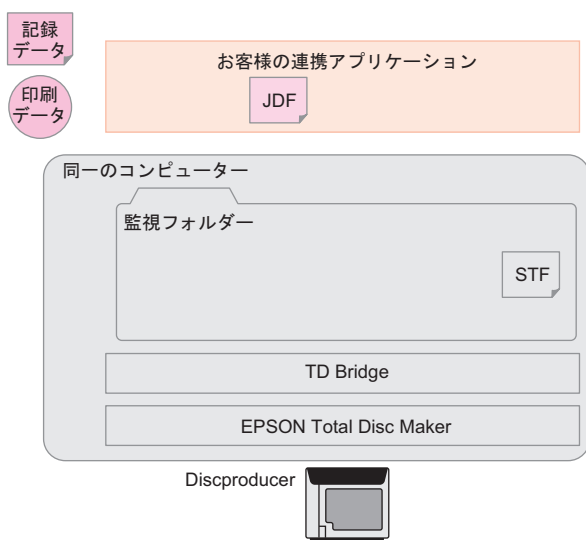 記録
データ
お客様の連携アプリケーション
JDF
印刷
データ
同一のコンピューター
監視フォルダー
STF
TD Bridge
EPSON Total Disc Maker
Discproducer